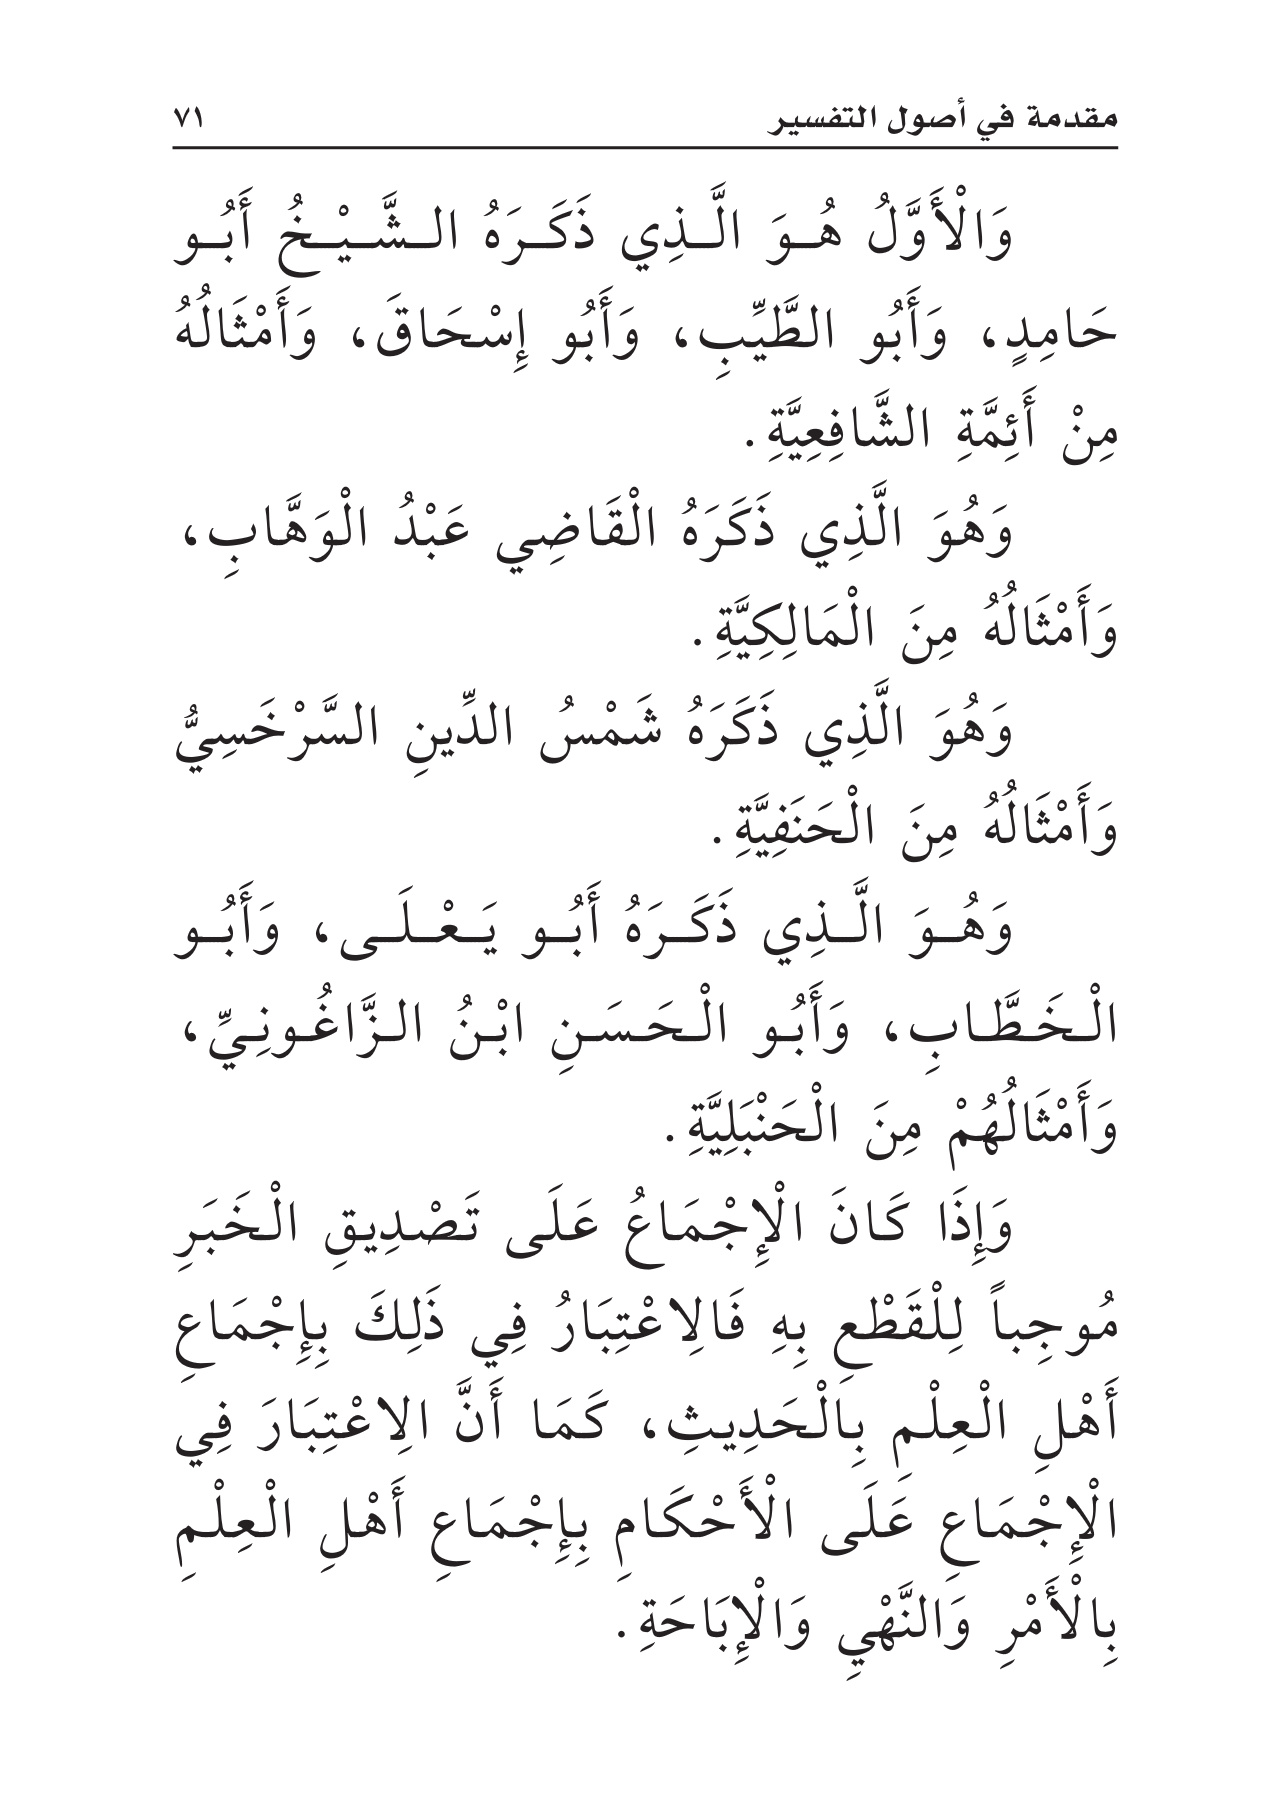 مقدمة في أصول التفسير ٧١
وَالْأَوَّلُ هُوَ الَّذِي ذَكَرَهُ الشَّيْخُ أَبُو
حَامِدٍ، وَأَبُو الطَّيِّبِ، وَأَبُو إِسْحَاقَ، وَأَمْثَالُهُ
مِنْ أَئِمَّةِ الشَّافِعِيَّةِ.
وَهُوَ الَّذِي ذَكَرَهُ الْقَاضِي عَبْدُ الْوَهَّابِ،
وَأَمْثَالُهُ مِنَ الْمَالِكِيَّةِ.
وَهُوَ الَّذِي ذَكَرَهُ شَمْسُ الدِّينِ السَّرْخَسِيُّ
وَأَمْثَالُهُ مِنَ الْحَنَفِيَّةِ.
وَهُوَ الَّذِي ذَكَرَهُ أَبُو يَعْلَى، وَأَبُو
الْخَطَّابِ، وَأَبُو الْحَسَنِ ابْنُ الزَّاغُونِيِّ،
وَأَمْثَالُهُمْ مِنَ الْحَنْبَلِيَّةِ.
وَإِذَا كَانَ الْإِجْمَاعُ عَلَى تَصْدِيقِ الْخَبَرِ
مُوجِباً لِلْقَطْعِ بِهِ فَالِاعْتِبَارُ فِي ذَلِكَ بِإِجْمَاعِ
أَهْلِ الْعِلْمِ بِالْحَدِيثِ، كَمَا أَنَّ الِاعْتِبَارَ فِي
الْإِجْمَاعِ عَلَى الْأَحْكَامِ بِإِجْمَاعِ أَهْلِ الْعِلْمِ
بِالْأَمْرِ وَالنَّهْيِ وَالْإِبَاحَةِ.